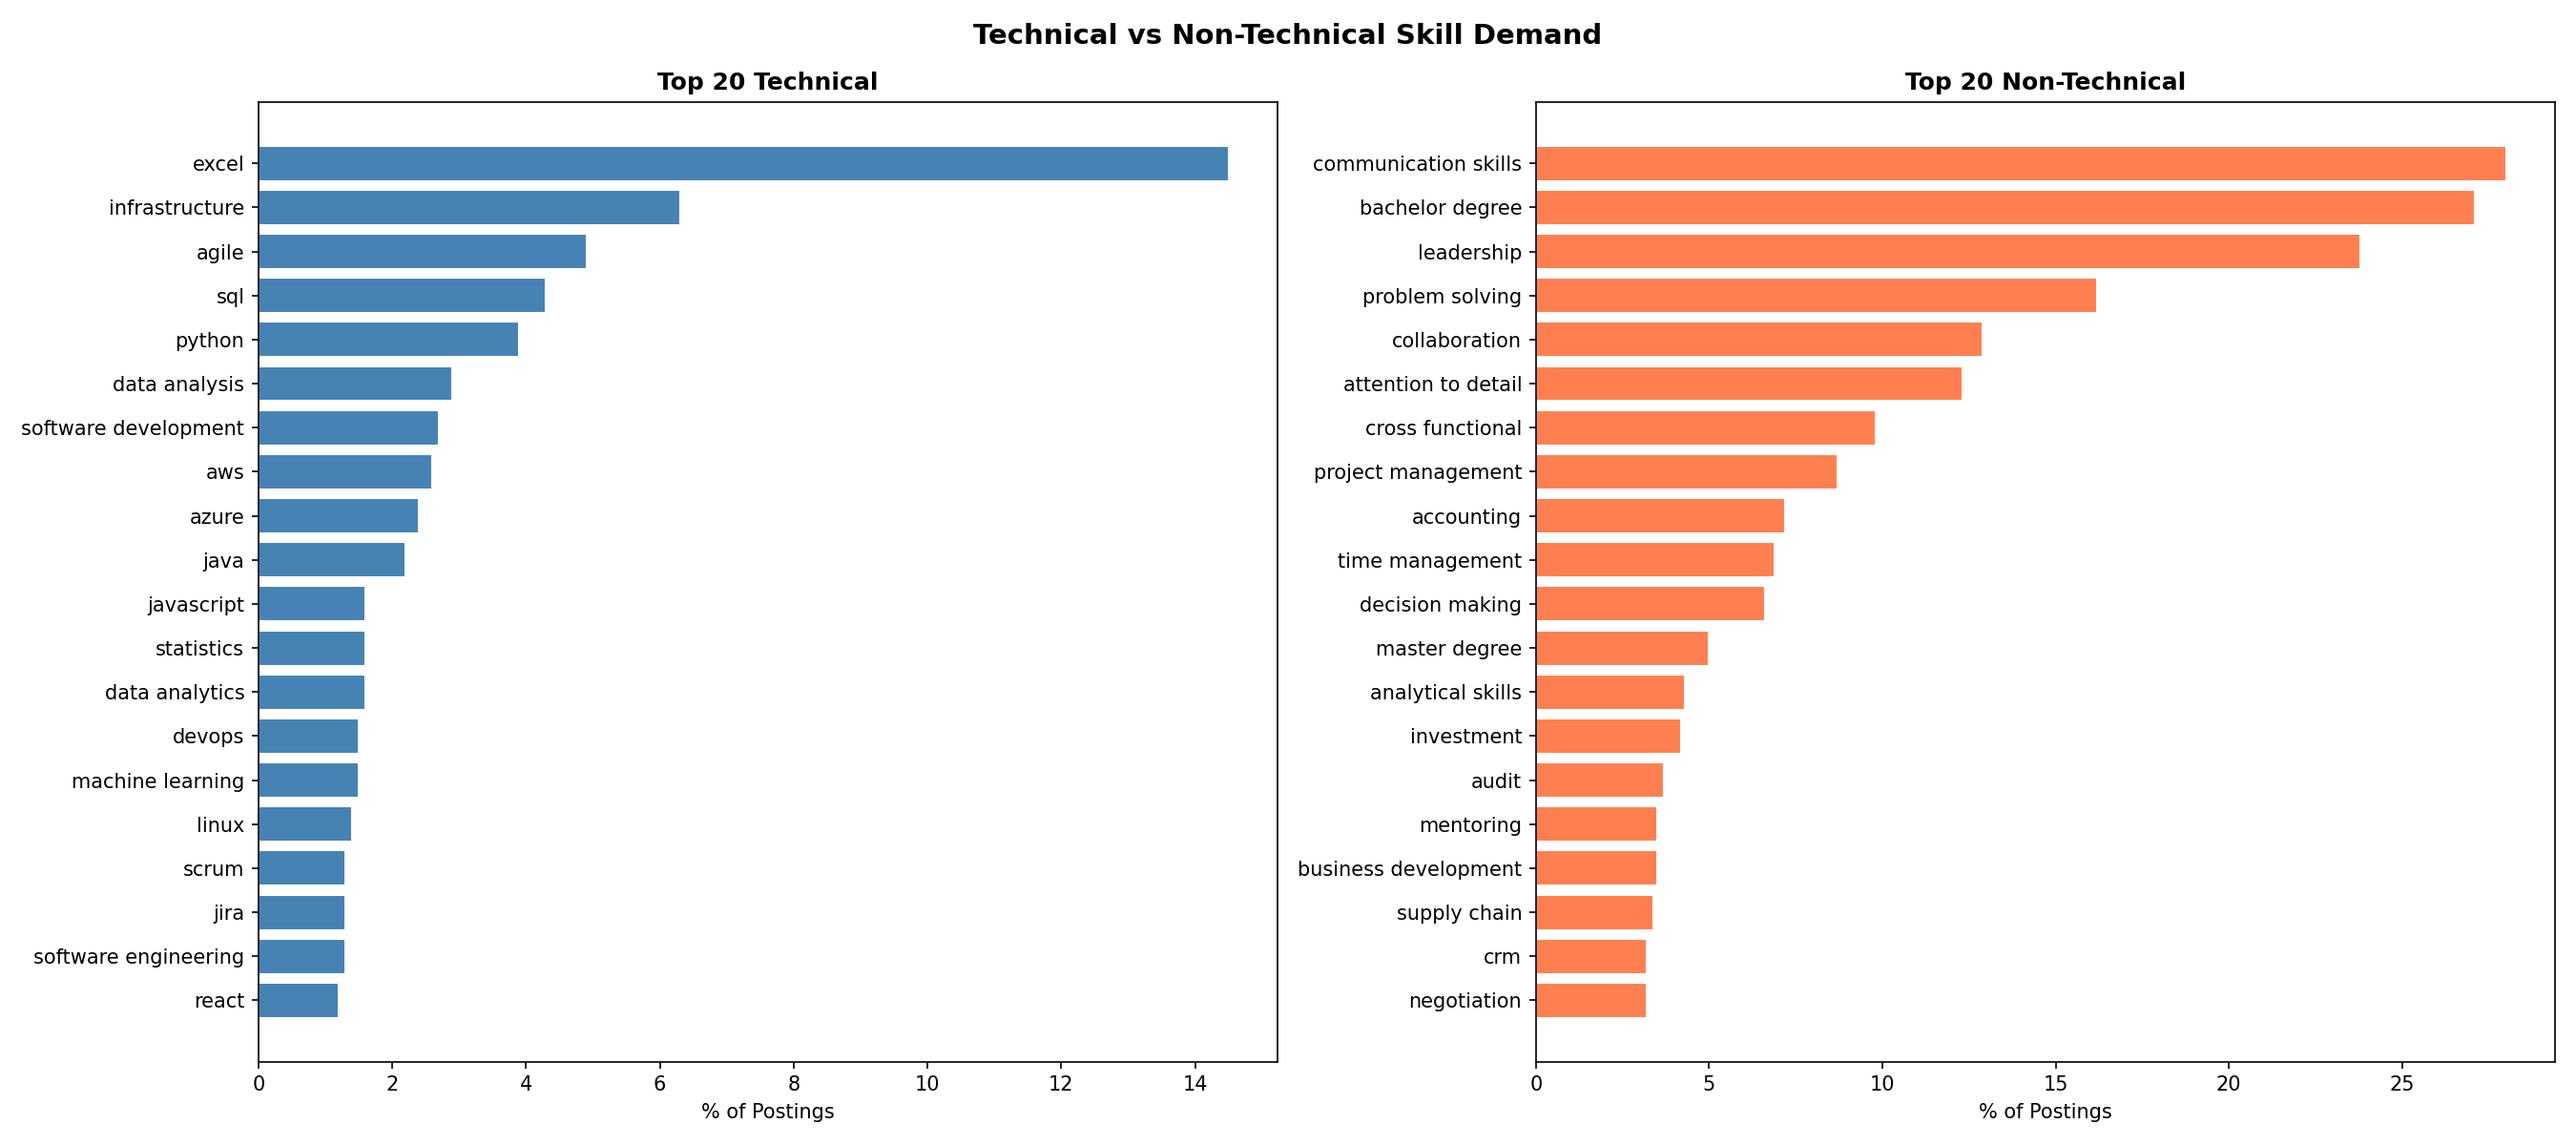 Technical vs Non-Technical Skill Demand
Top 20 Technical
excel
infrastructure
agile
sql
python
data analysis
software development
aws
azure
java
javascript
statistics
data analytics
devops
machine learning
linux
scrum
jira
software engineering
react
0 2 4 6 8 10 12 14
% of Postings
Top 20 Non-Technical
communication skills
bachelor degree
leadership
problem solving
collaboration
attention to detail
cross functional
project management
accounting
time management
decision making
master degree
analytical skills
investment
audit
mentoring
business development
supply chain
crm
negotiation
0 5 10 15 20 25
% of Postings